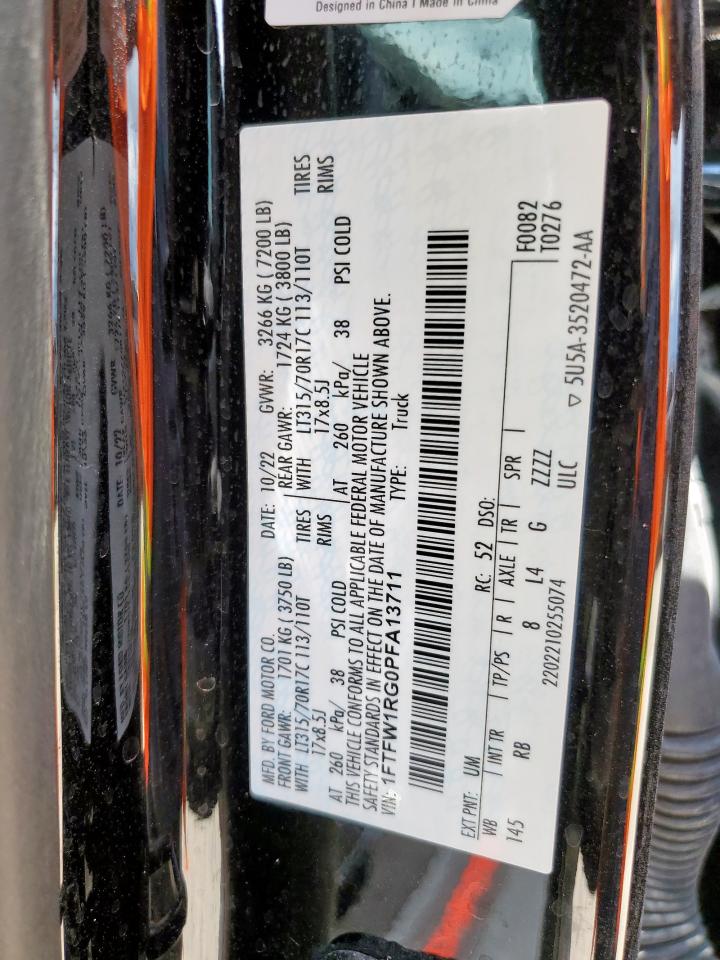 Designed in China | Made in China
MFD. BY FORD MOTOR CO. DATE: 10/22 GVWR: 3266 KG ( 7200 LB)
FRONT GAWR: 1701 KG ( 3750 LB) REAR GAWR: 1724 KG ( 3800 LB)
WITH LT315/70R17C 113/110T TIRES WITH LT315/70R17C 113/110T TIRES
17x8.5J RIMS 17x8.5J RIMS
AT 260 kPa/ 38 PSI COLD AT 260 kPa/ 38 PSI COLD
THIS VEHICLE CONFORMS TO ALL APPLICABLE FEDERAL MOTOR VEHICLE
SAFETY STANDARDS IN EFFECT ON THE DATE OF MANUFACTURE SHOWN ABOVE.
VIN: 1FTFW1RG0PFA13711 TYPE: Truck
EXT PNT: UM RC: 52 DSO: F0082
WB INT TR TP/PS R AXLE TR SPR T0276
145 RB 8 L4 G ZZZZ
2202210255074 ULC ▽ 5U5A-3520472-AA